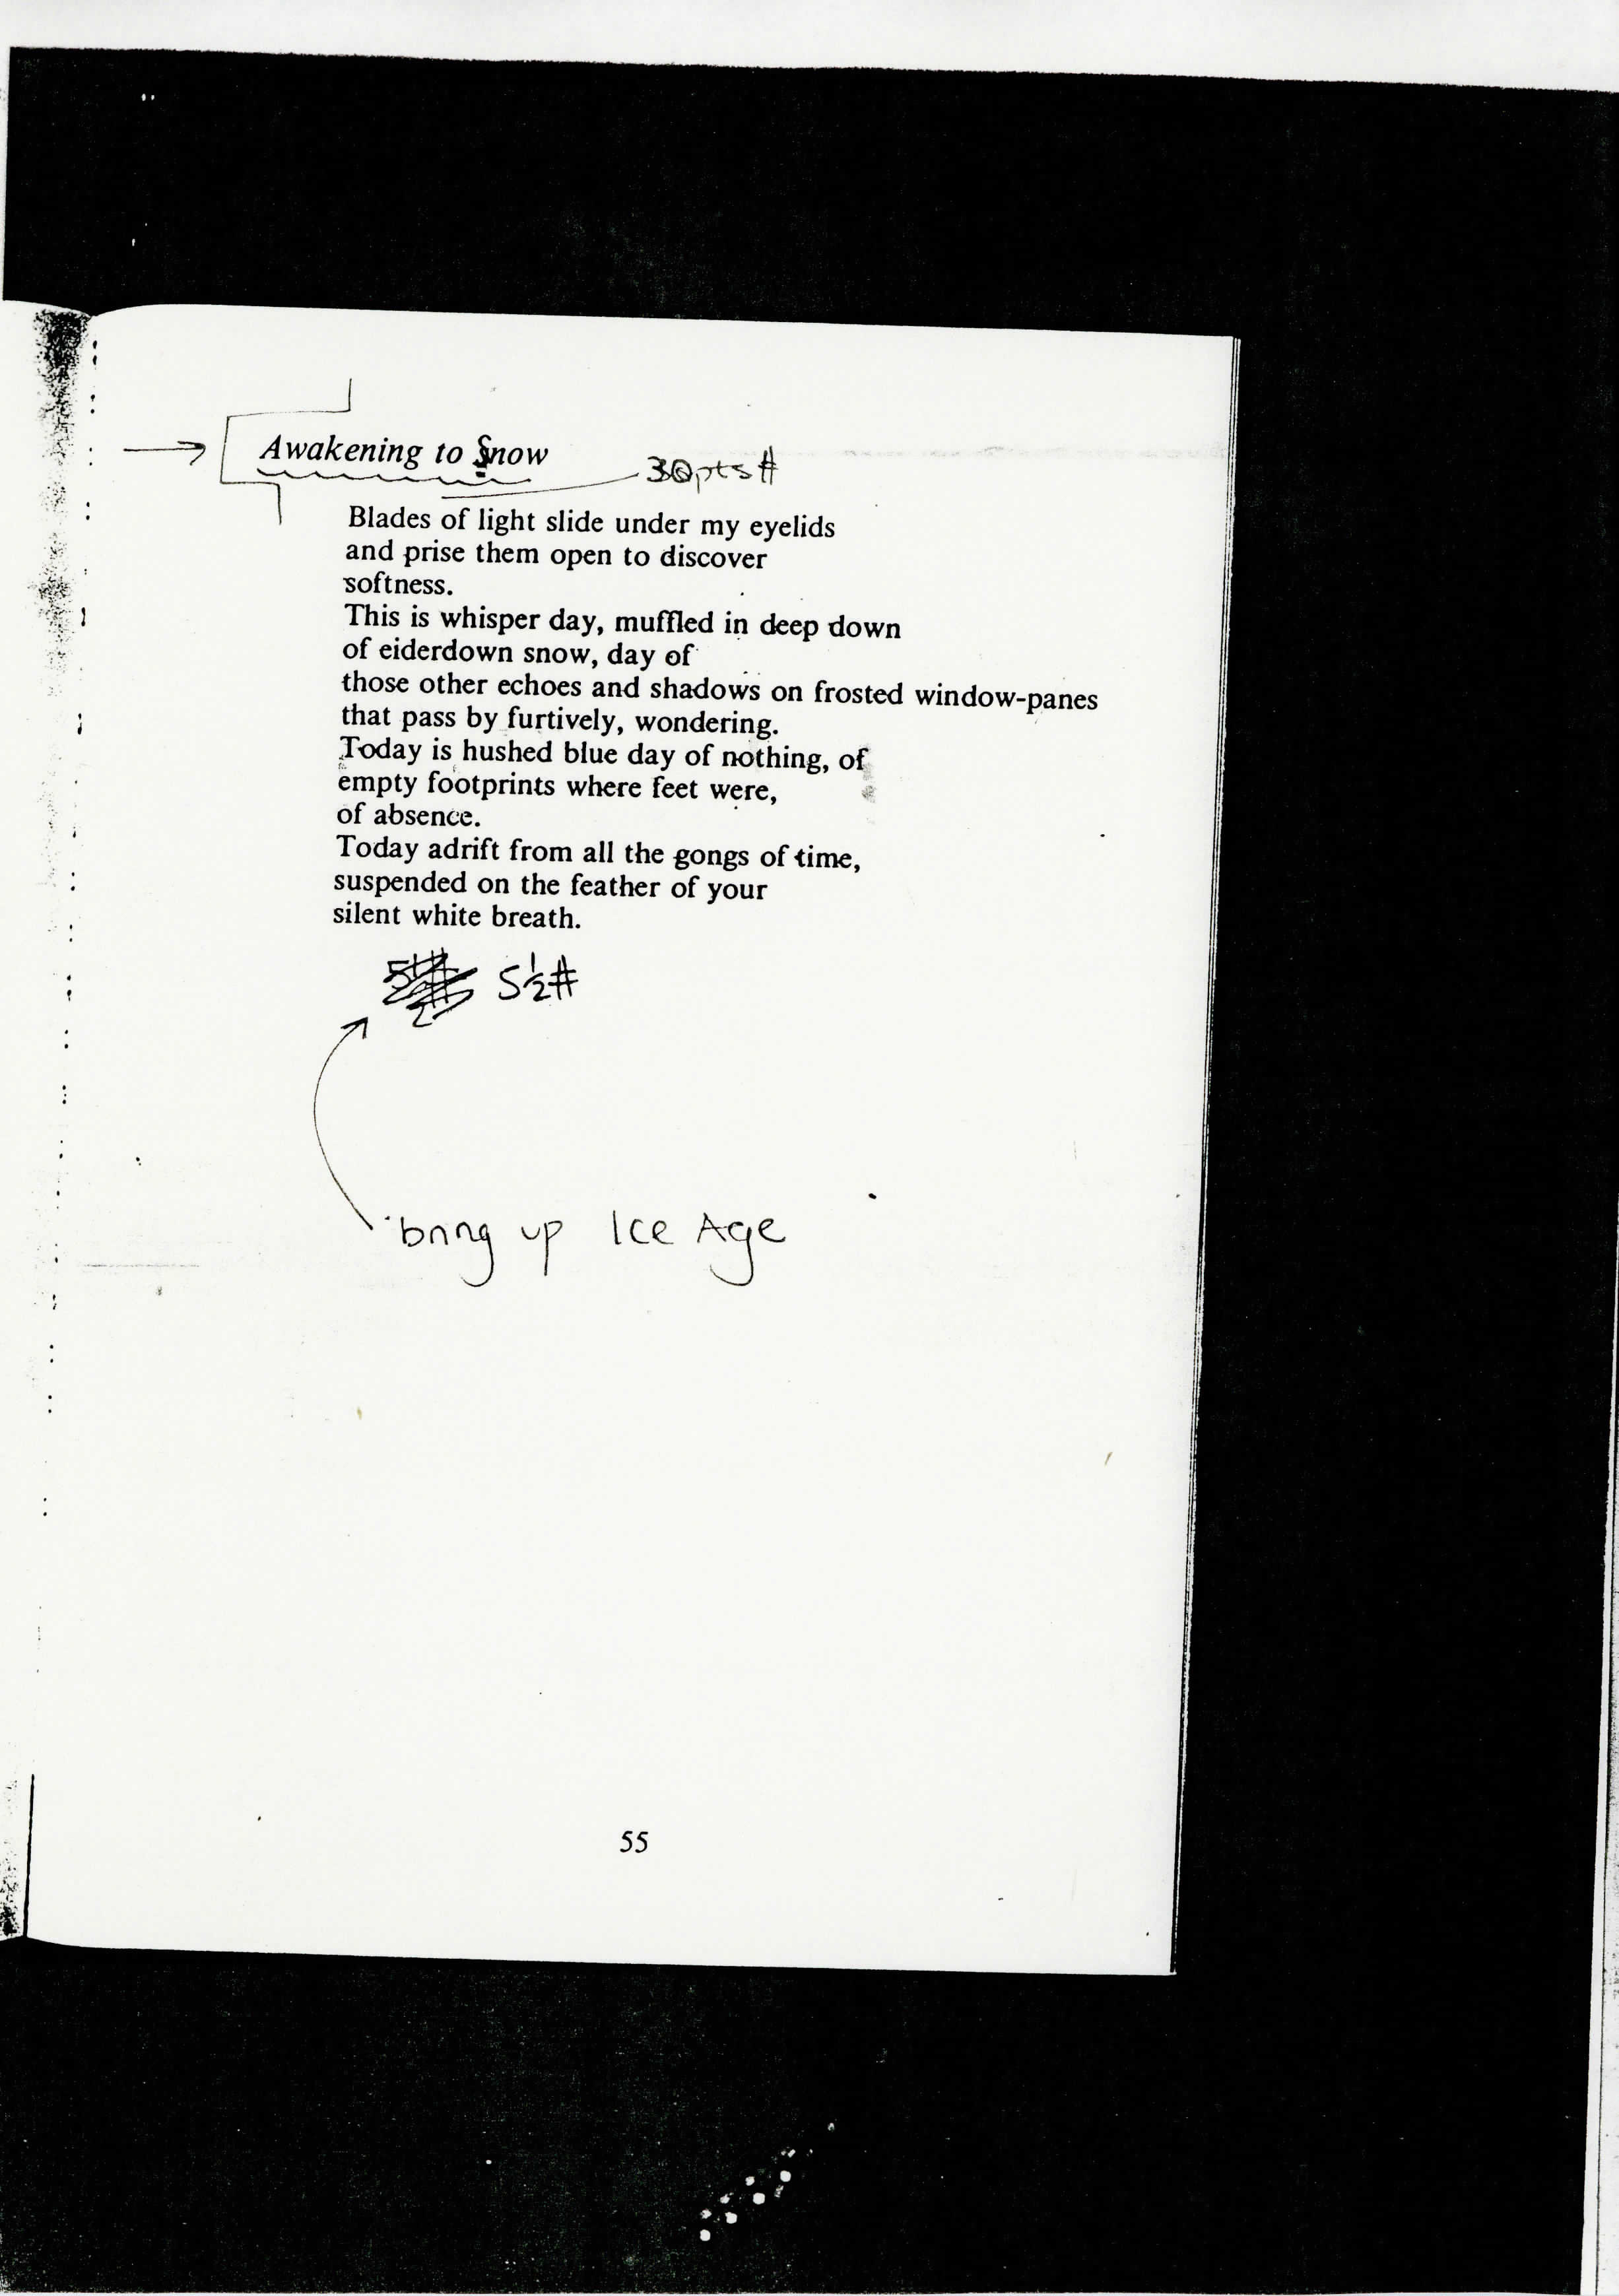 Awakening to Snow
30pts #
Blades of light slide under my eyelids
and prise them open to discover
softness.
This is whisper day, muffled in deep down
of eiderdown snow, day of
those other echoes and shadows on frosted window-panes
that pass by furtively, wondering.
Today is hushed blue day of nothing, of
empty footprints where feet were,
of absence.
Today adrift from all the gongs of time,
suspended on the feather of your
silent white breath.
5½#
bring up Ice Age
55